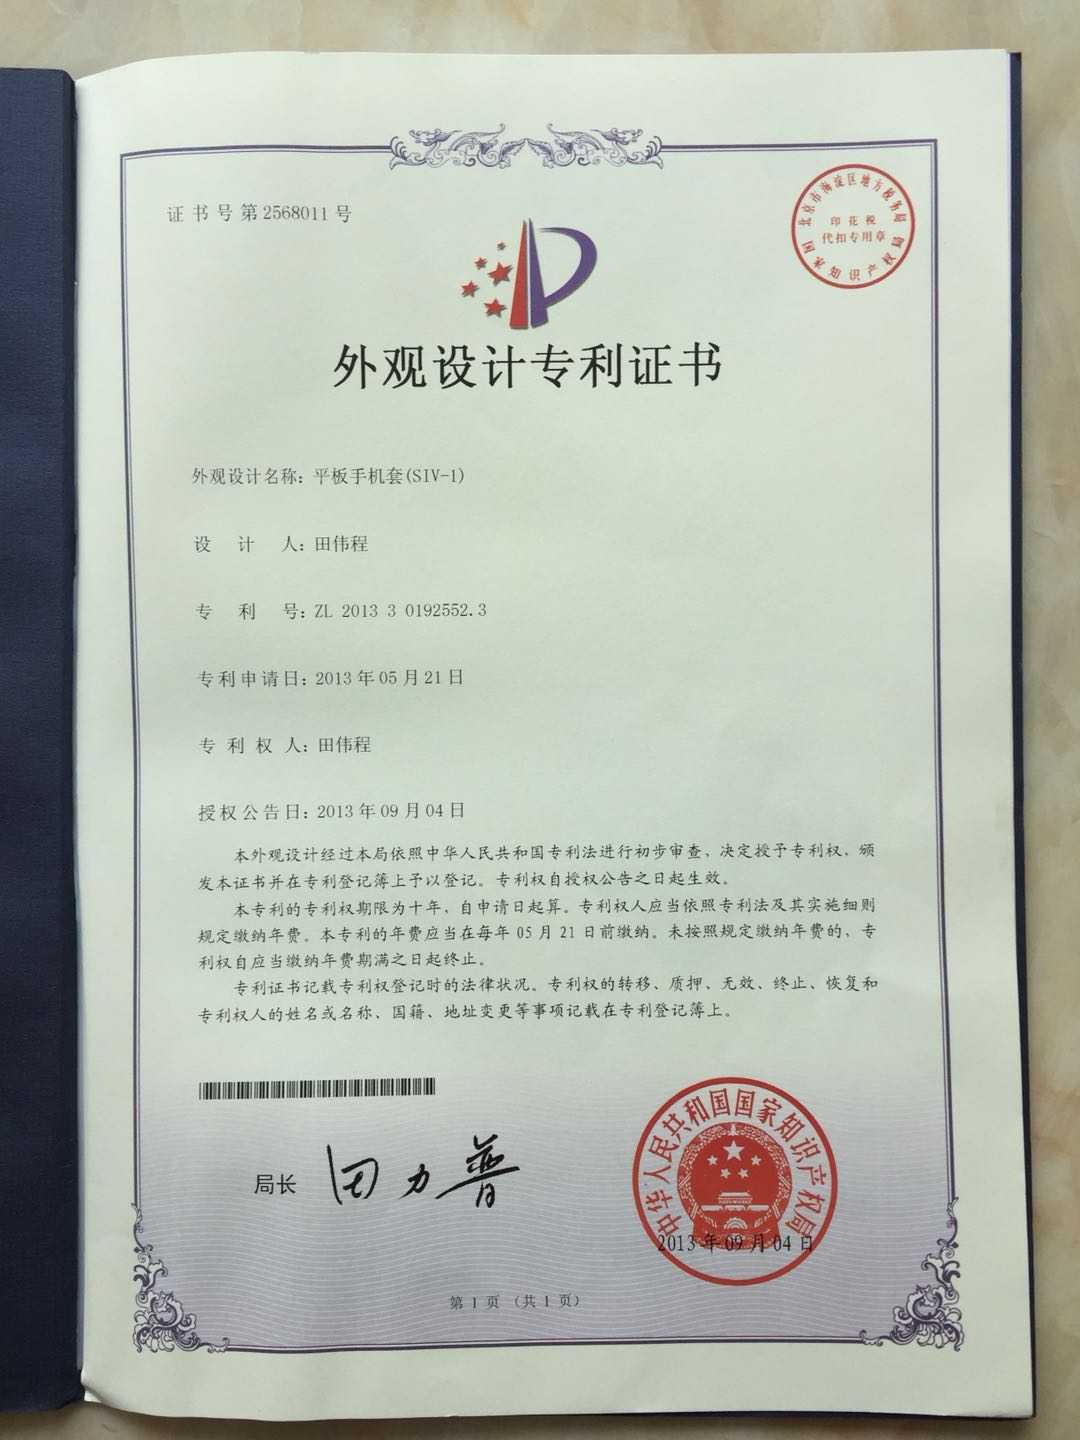 证书号第2568011号
北京市海淀区地方税务局
印花税
代扣专用章
国家知识产权局
外观设计专利证书
外观设计名称：平板手机套(SIV-1)
设计人：田伟程
专利号：ZL 2013 3 0192552.3
专利申请日：2013年05月21日
专利权人：田伟程
授权公告日：2013年09月04日
本外观设计经过本局依照中华人民共和国专利法进行初步审查，决定授予专利权，颁
发本证书并在专利登记簿上予以登记。专利权自授权公告之日起生效。
本专利的专利权期限为十年，自申请日起算。专利权人应当依照专利法及其实施细则
规定缴纳年费。本专利的年费应当在每年05月21日前缴纳。未按照规定缴纳年费的，专
利权自应当缴纳年费期满之日起终止。
专利证书记载专利权登记时的法律状况。专利权的转移、质押、无效、终止、恢复和
专利权人的姓名或名称、国籍、地址变更等事项记载在专利登记簿上。
局长 田力普
中华人民共和国国家知识产权局
2013年09月04日
第1页（共1页）